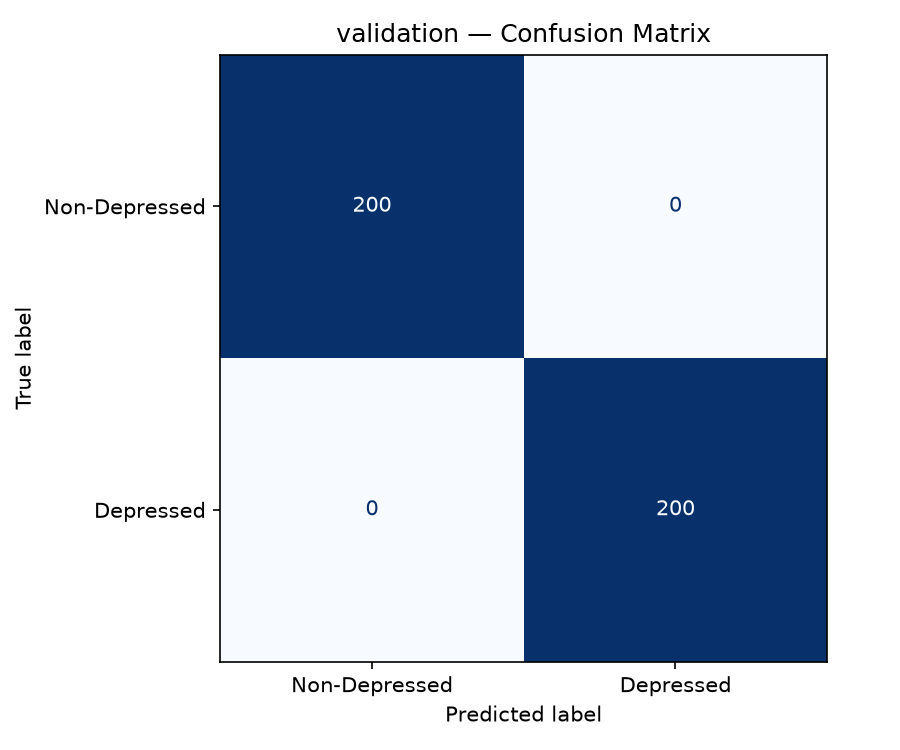 validation — Confusion Matrix
Non-Depressed
200
0
True label
Depressed
0
200
Non-Depressed
Depressed
Predicted label